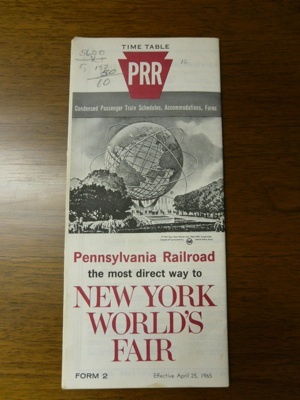 TIME TABLE
PRR
Condensed Passenger Train Schedules, Accommodations, Fares
Pennsylvania Railroad
the most direct way to
NEW YORK
WORLD'S
FAIR
FORM 2
Effective April 25, 1965